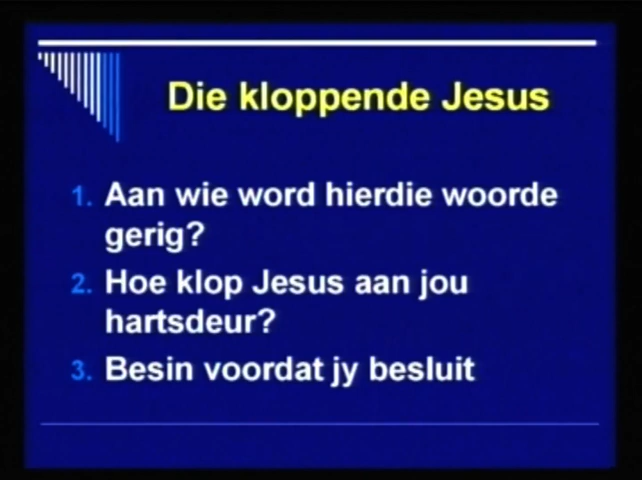 Die kloppende Jesus
1. Aan wie word hierdie woorde
gerig?
2. Hoe klop Jesus aan jou
hartsdeur?
3. Besin voordat jy besluit